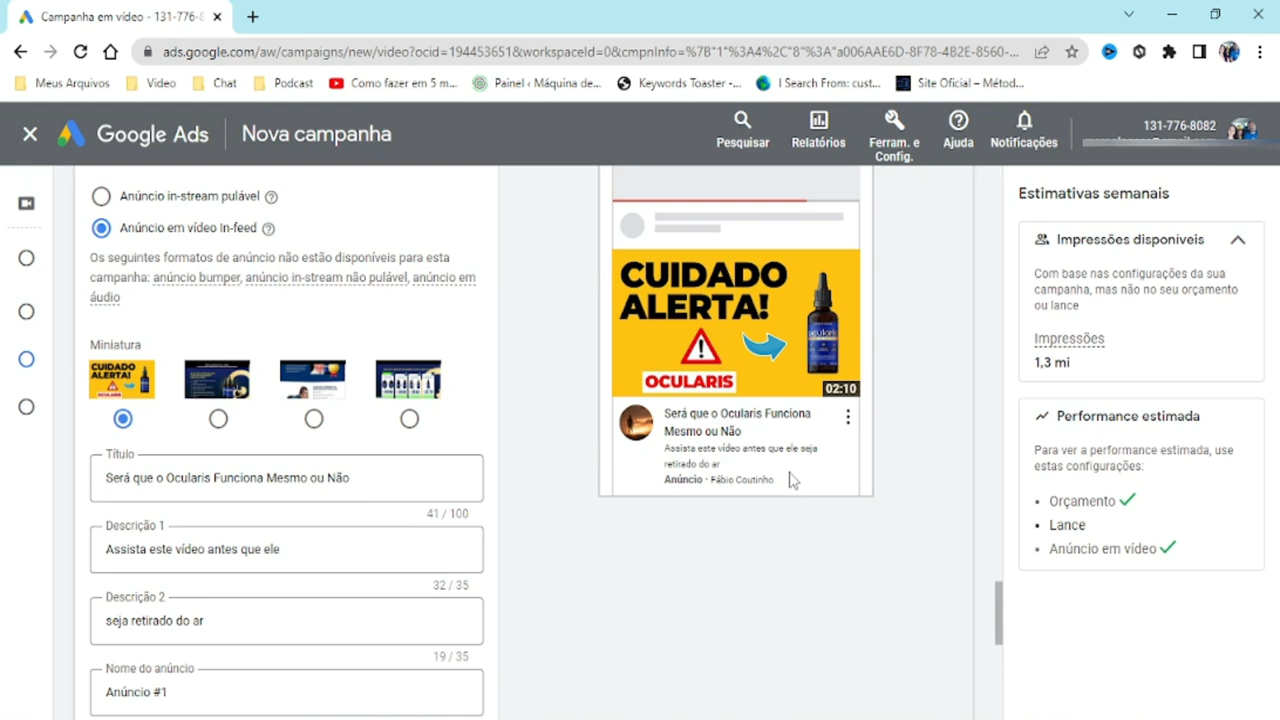 Campanha em vídeo - 131-776-8
ads.google.com/aw/campaigns/new/video?ocid=194453651&workspaceId=0&cmpnInfo=%7B"1"%3A4%2C"8"%3A"a006AAE6D-8F78-4B2E-8560-...
Meus Arquivos
Video
Chat
Podcast
Como fazer em 5 m...
Painel ‹ Máquina de...
Keywords Toaster -...
I Search From: cust...
Site Oficial – Métod...
Google Ads
Nova campanha
Pesquisar
Relatórios
Ferram. e
Config.
Ajuda
Notificações
131-776-8082
Anúncio in-stream pulável
Anúncio em vídeo In-feed
Os seguintes formatos de anúncio não estão disponíveis para esta
campanha: anúncio bumper, anúncio in-stream não pulável, anúncio em
áudio
Miniatura
CUIDADO
ALERTA!
Título
Será que o Ocularis Funciona Mesmo ou Não
41 / 100
Descrição 1
Assista este vídeo antes que ele
32 / 35
Descrição 2
seja retirado do ar
19 / 35
Nome do anúncio
Anúncio #1
CUIDADO
ALERTA!
ocularis
OCULARIS
02:10
Será que o Ocularis Funciona
Mesmo ou Não
Assista este vídeo antes que ele seja
retirado do ar
Anúncio · Fábio Coutinho
Estimativas semanais
Impressões disponíveis
Com base nas configurações da sua
campanha, mas não no seu orçamento
ou lance
Impressões
1,3 mi
Performance estimada
Para ver a performance estimada, use
estas configurações:
• Orçamento
• Lance
• Anúncio em vídeo